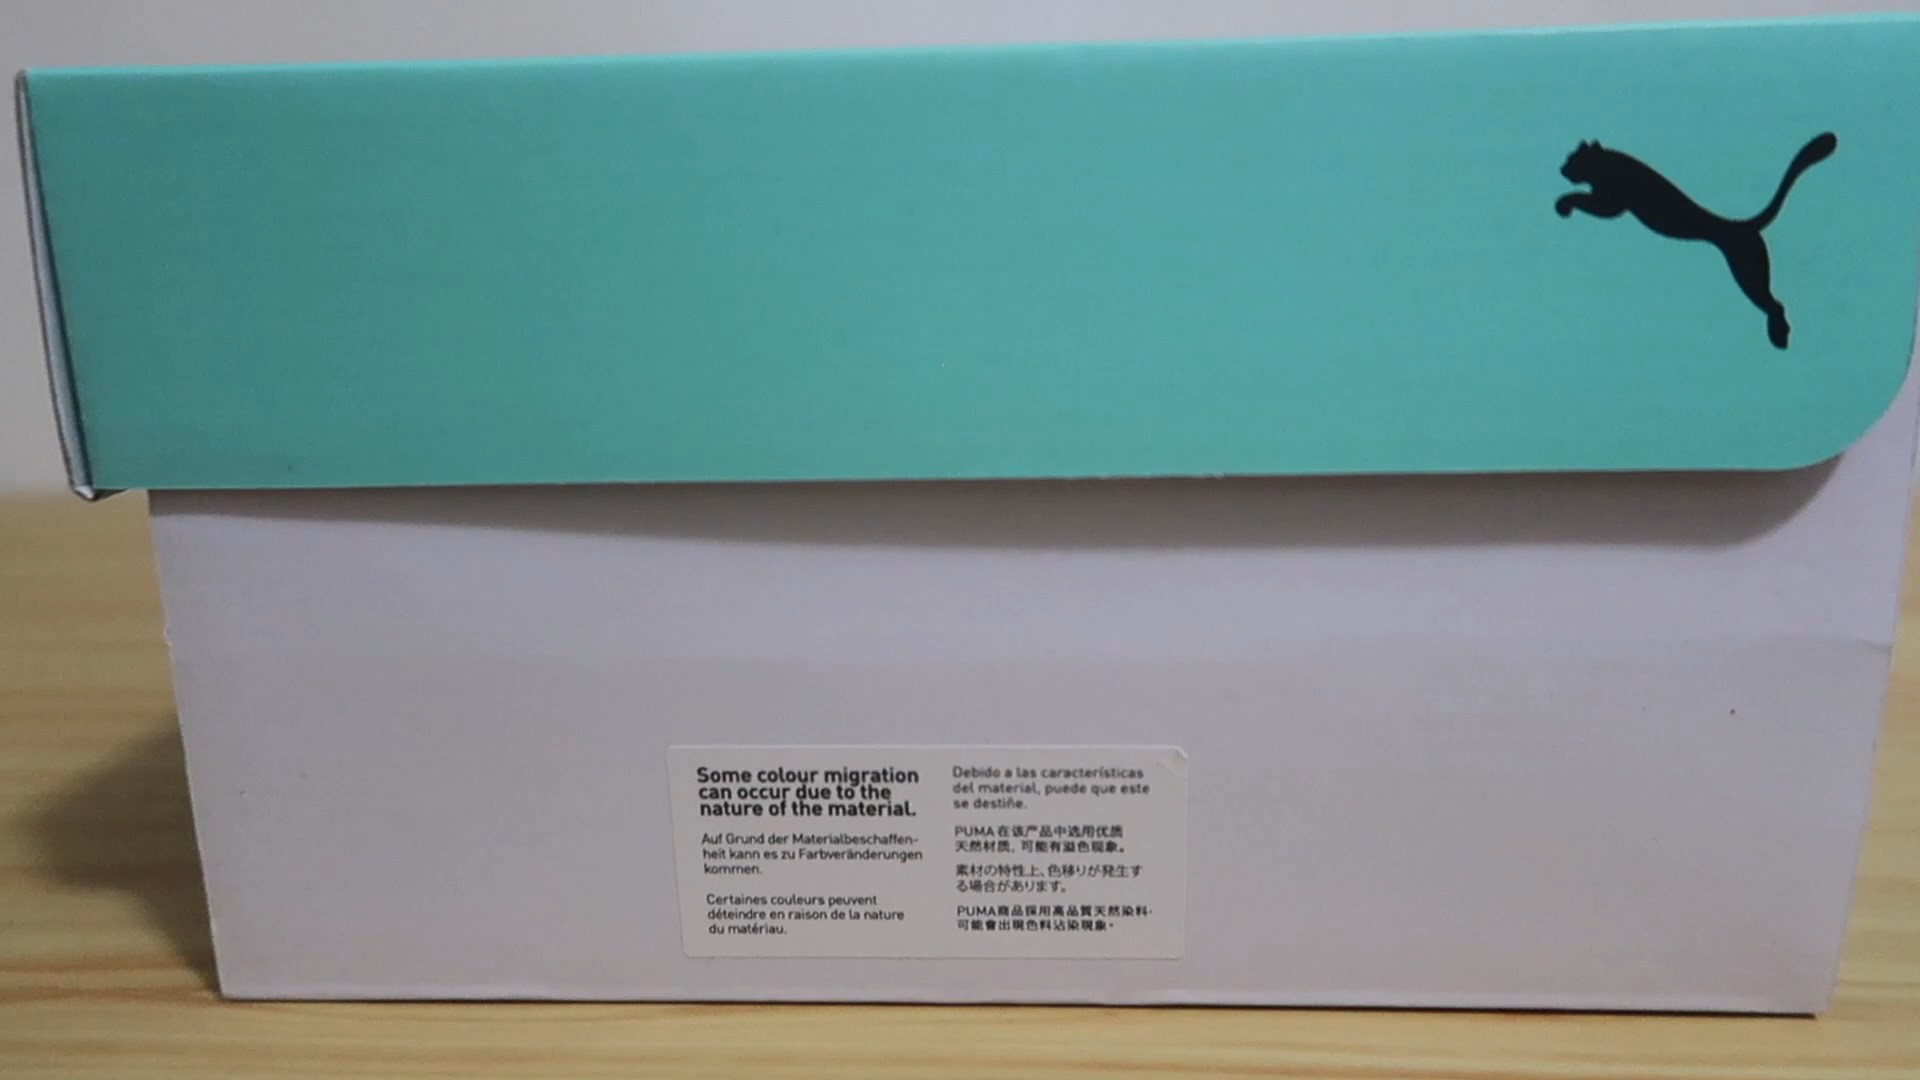 Some colour migration
can occur due to the
nature of the material.
Auf Grund der Materialbeschaffen-
heit kann es zu Farbveränderungen
kommen.
Certaines couleurs peuvent
déteindre en raison de la nature
du matériau.
Debido a las características
del material, puede que este
se destiñe.
PUMA 在该产品中选用优质
天然材质, 可能有溢色现象。
素材の特性上、色移りが発生す
る場合があります。
PUMA商品採用高品質天然染料·
可能會出現色料沾染現象·